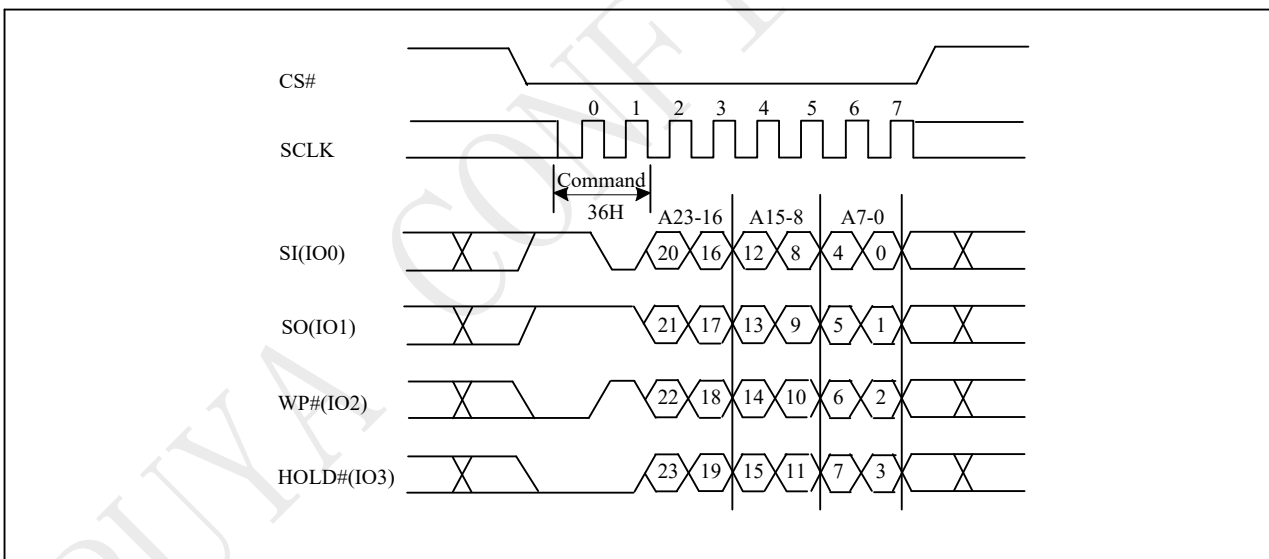 CS#
0 1 2 3 4 5 6 7
SCLK
Command
36H
A23-16 A15-8 A7-0
SI(IO0) 20 16 12 8 4 0
SO(IO1) 21 17 13 9 5 1
WP#(IO2) 22 18 14 10 6 2
HOLD#(IO3) 23 19 15 11 7 3